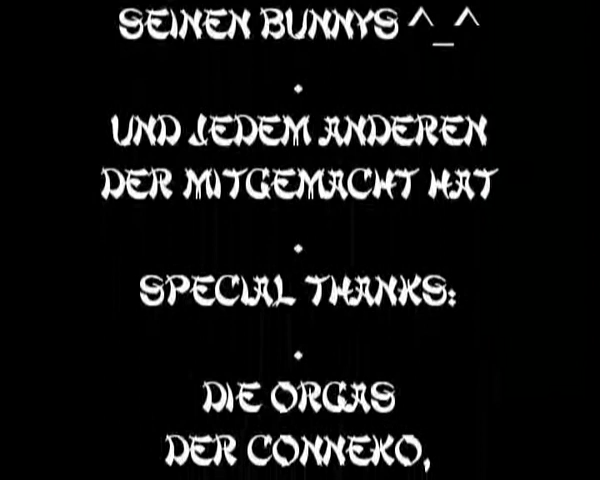 SEINEN BUNNYS ^_^
.
UND JEDEM ANDEREN
DER MITGEMACHT HAT
.
SPECIAL THANKS:
.
DIE ORGAS
DER CONNEKO,